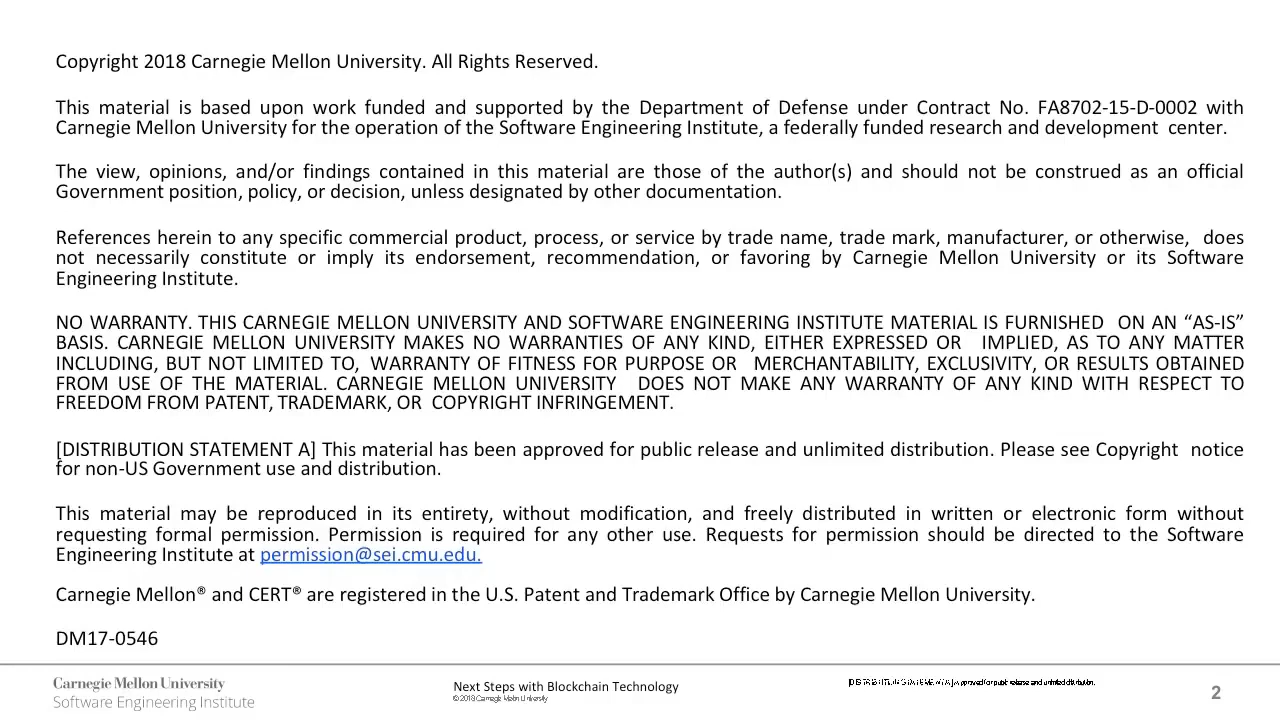 Copyright 2018 Carnegie Mellon University. All Rights Reserved.
This material is based upon work funded and supported by the Department of Defense under Contract No. FA8702-15-D-0002 with
Carnegie Mellon University for the operation of the Software Engineering Institute, a federally funded research and development center.
The view, opinions, and/or findings contained in this material are those of the author(s) and should not be construed as an official
Government position, policy, or decision, unless designated by other documentation.
References herein to any specific commercial product, process, or service by trade name, trade mark, manufacturer, or otherwise, does
not necessarily constitute or imply its endorsement, recommendation, or favoring by Carnegie Mellon University or its Software
Engineering Institute.
NO WARRANTY. THIS CARNEGIE MELLON UNIVERSITY AND SOFTWARE ENGINEERING INSTITUTE MATERIAL IS FURNISHED ON AN “AS-IS”
BASIS. CARNEGIE MELLON UNIVERSITY MAKES NO WARRANTIES OF ANY KIND, EITHER EXPRESSED OR IMPLIED, AS TO ANY MATTER
INCLUDING, BUT NOT LIMITED TO, WARRANTY OF FITNESS FOR PURPOSE OR MERCHANTABILITY, EXCLUSIVITY, OR RESULTS OBTAINED
FROM USE OF THE MATERIAL. CARNEGIE MELLON UNIVERSITY DOES NOT MAKE ANY WARRANTY OF ANY KIND WITH RESPECT TO
FREEDOM FROM PATENT, TRADEMARK, OR COPYRIGHT INFRINGEMENT.
[DISTRIBUTION STATEMENT A] This material has been approved for public release and unlimited distribution. Please see Copyright notice
for non-US Government use and distribution.
This material may be reproduced in its entirety, without modification, and freely distributed in written or electronic form without
requesting formal permission. Permission is required for any other use. Requests for permission should be directed to the Software
Engineering Institute at permission@sei.cmu.edu.
Carnegie Mellon® and CERT® are registered in the U.S. Patent and Trademark Office by Carnegie Mellon University.
DM17-0546
Carnegie Mellon University
Software Engineering Institute
Next Steps with Blockchain Technology
© 2018 Carnegie Mellon University
approved for public release and unlimited distribution.
2